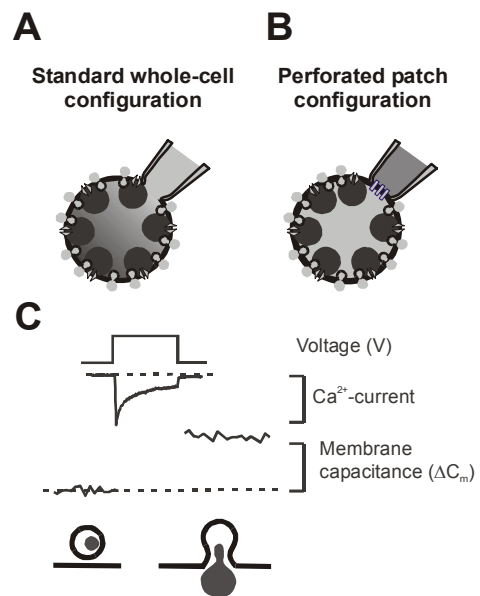 A
B
Standard whole-cell
configuration
Perforated patch
configuration
C
Voltage (V)
Ca²⁺-current
Membrane
capacitance (ΔCₘ)